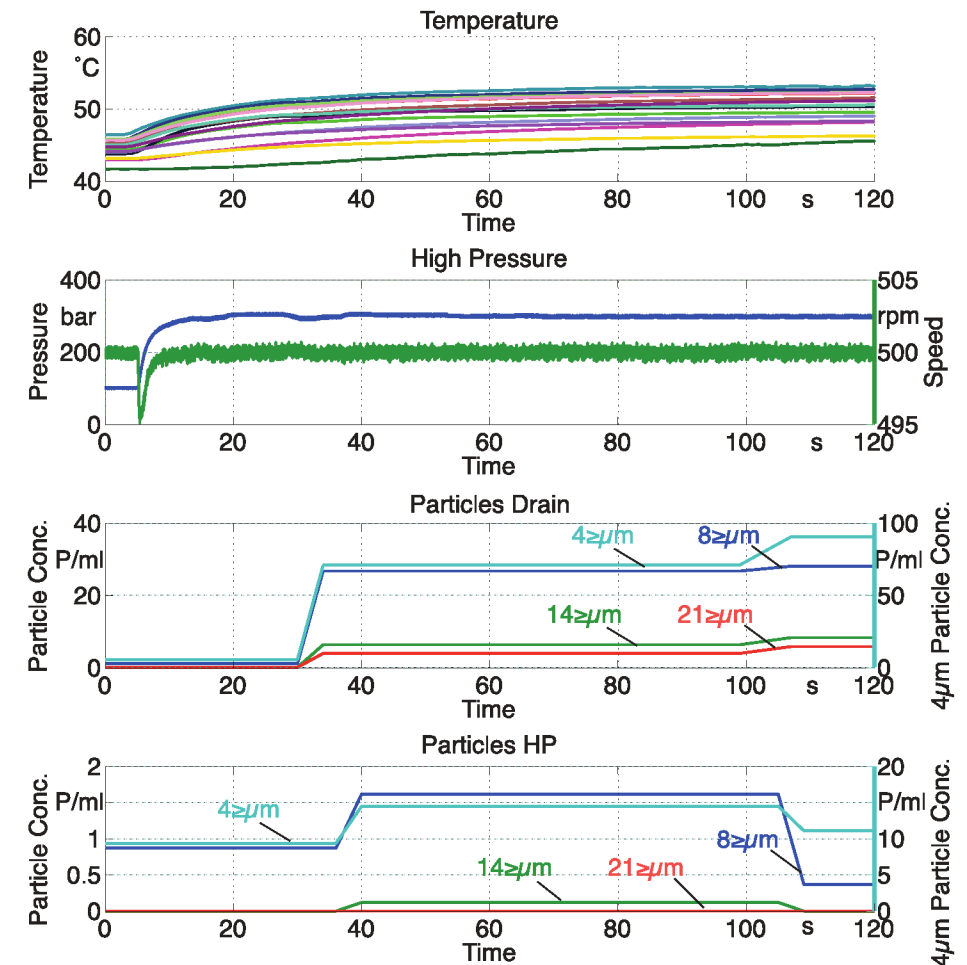 Temperature
60
°C
50
40
Temperature
0 20 40 60 80 100 s 120
Time
High Pressure
400
bar
200
0
Pressure
505
rpm
500
495
Speed
0 20 40 60 80 100 s 120
Time
Particles Drain
40
P/ml
20
0
Particle Conc.
100
P/ml
50
0
4µm Particle Conc.
4≥µm
8≥µm
14≥µm
21≥µm
0 20 40 60 80 100 s 120
Time
Particles HP
2
P/ml
1
0.5
0
Particle Conc.
20
P/ml
10
5
0
4µm Particle Conc.
4≥µm
8≥µm
14≥µm
21≥µm
0 20 40 60 80 100 s 120
Time